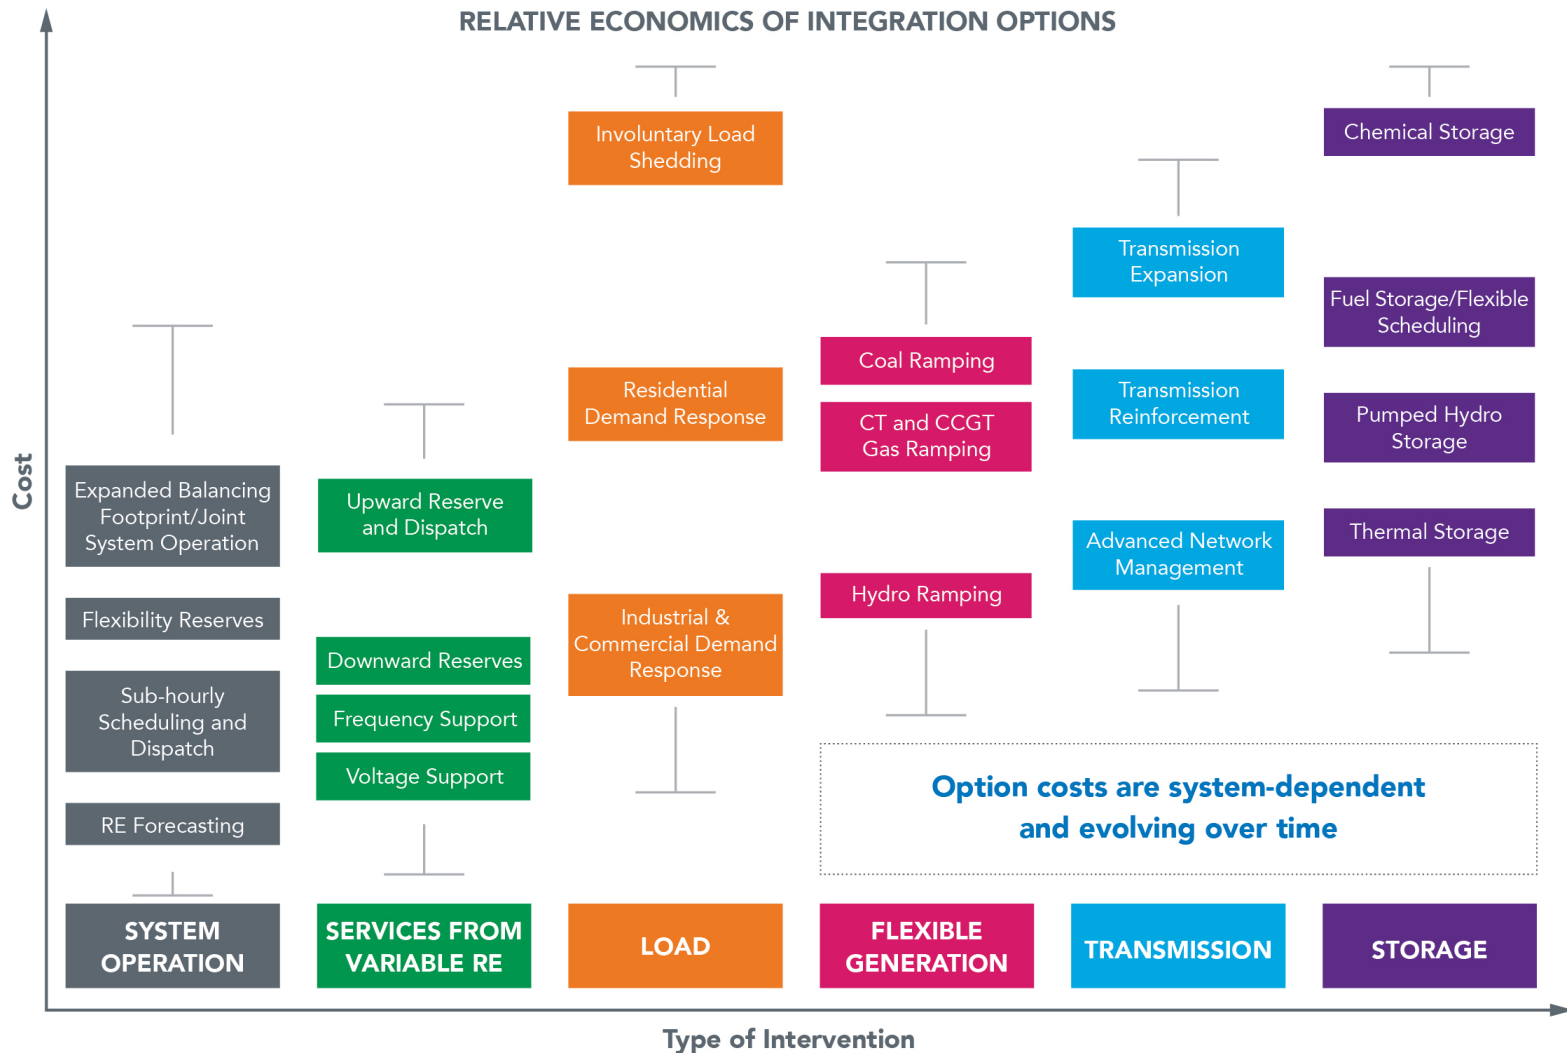 RELATIVE ECONOMICS OF INTEGRATION OPTIONS
Cost
Expanded Balancing
Footprint/Joint
System Operation
Flexibility Reserves
Sub-hourly
Scheduling and
Dispatch
RE Forecasting
SYSTEM
OPERATION
Upward Reserve
and Dispatch
Downward Reserves
Frequency Support
Voltage Support
SERVICES FROM
VARIABLE RE
Involuntary Load
Shedding
Residential
Demand Response
Industrial &
Commercial Demand
Response
LOAD
Coal Ramping
CT and CCGT
Gas Ramping
Hydro Ramping
FLEXIBLE
GENERATION
Transmission
Expansion
Transmission
Reinforcement
Advanced Network
Management
TRANSMISSION
Chemical Storage
Fuel Storage/Flexible
Scheduling
Pumped Hydro
Storage
Thermal Storage
STORAGE
Option costs are system-dependent
and evolving over time
Type of Intervention